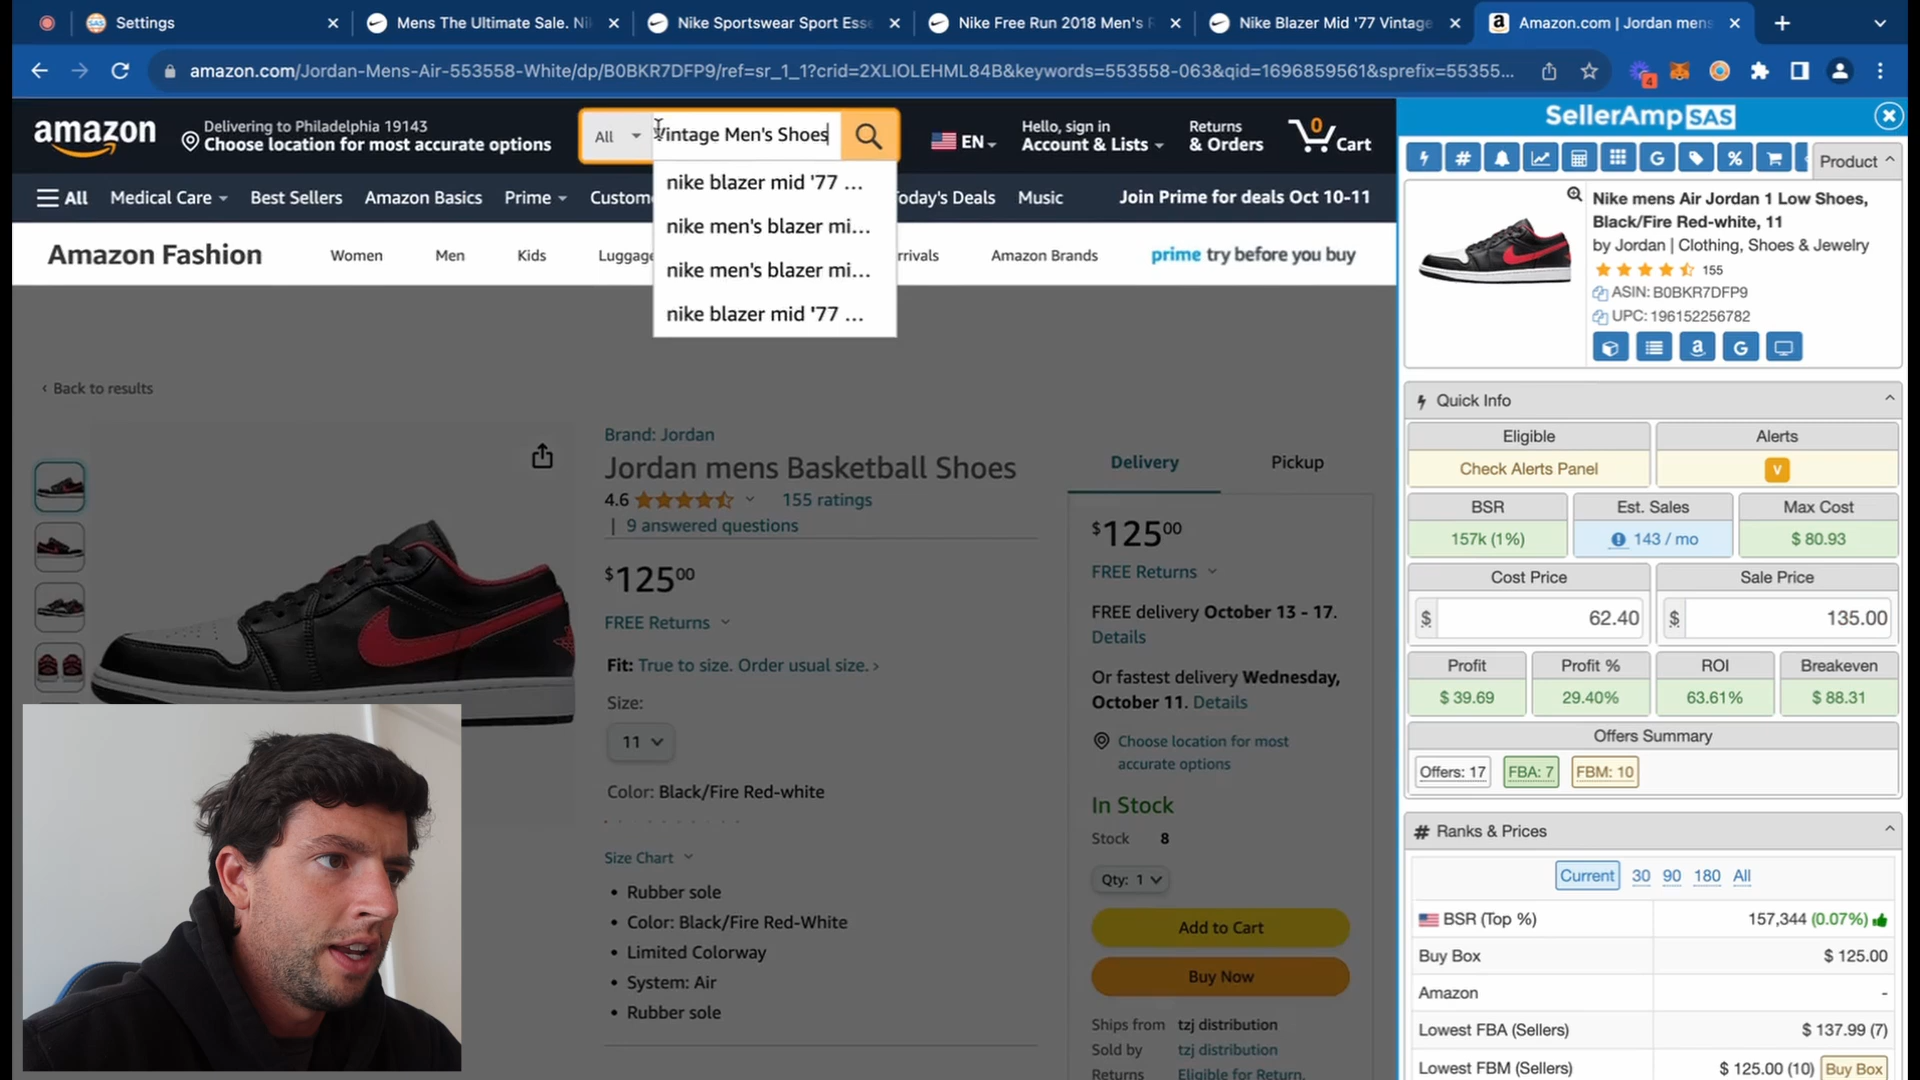 Settings
Mens The Ultimate Sale. Ni
Nike Sportswear Sport Esse
Nike Free Run 2018 Men's R
Nike Blazer Mid '77 Vintage
Amazon.com | Jordan mens
amazon.com/Jordan-Mens-Air-553558-White/dp/B0BKR7DFP9/ref=sr_1_1?crid=2XLIOLEHML84B&keywords=553558-063&qid=1696859561&sprefix=55355...
4
amazon
Delivering to Philadelphia 19143
Choose location for most accurate options
All
Vintage Men's Shoes
EN
Hello, sign in
Account & Lists
Returns
& Orders
0
Cart
All
Medical Care
Best Sellers
Amazon Basics
Prime
Custome
oday's Deals
Music
Join Prime for deals Oct 10-11
nike blazer mid '77 ...
nike men's blazer mi...
nike men's blazer mi...
nike blazer mid '77 ...
Amazon Fashion
Women
Men
Kids
Luggage
rrivals
Amazon Brands
prime try before you buy
‹ Back to results
Brand: Jordan
Jordan mens Basketball Shoes
4.6
155 ratings
| 9 answered questions
$12500
FREE Returns
Fit: True to size. Order usual size. ›
Size:
11
Color: Black/Fire Red-white
Size Chart
• Rubber sole
• Color: Black/Fire Red-White
• Limited Colorway
• System: Air
• Rubber sole
Delivery
Pickup
$12500
FREE Returns
FREE delivery October 13 - 17.
Details
Or fastest delivery Wednesday,
October 11. Details
Choose location for most
accurate options
In Stock
Stock 8
Qty: 1
Add to Cart
Buy Now
Ships from tzj distribution
Sold by tzj distribution
Returns Eligible for Return,
SellerAmp SAS
Product
Nike mens Air Jordan 1 Low Shoes,
Black/Fire Red-white, 11
by Jordan | Clothing, Shoes & Jewelry
155
ASIN: B0BKR7DFP9
UPC: 196152256782
Quick Info
Eligible
Alerts
Check Alerts Panel
V
BSR
Est. Sales
Max Cost
157k (1%)
143 / mo
$ 80.93
Cost Price
Sale Price
$ 62.40
$ 135.00
Profit
Profit %
ROI
Breakeven
$ 39.69
29.40%
63.61%
$ 88.31
Offers Summary
Offers: 17
FBA: 7
FBM: 10
# Ranks & Prices
Current
30
90
180
All
BSR (Top %)
157,344 (0.07%)
Buy Box
$ 125.00
Amazon
-
Lowest FBA (Sellers)
$ 137.99 (7)
Lowest FBM (Sellers)
$ 125.00 (10)
Buy Box